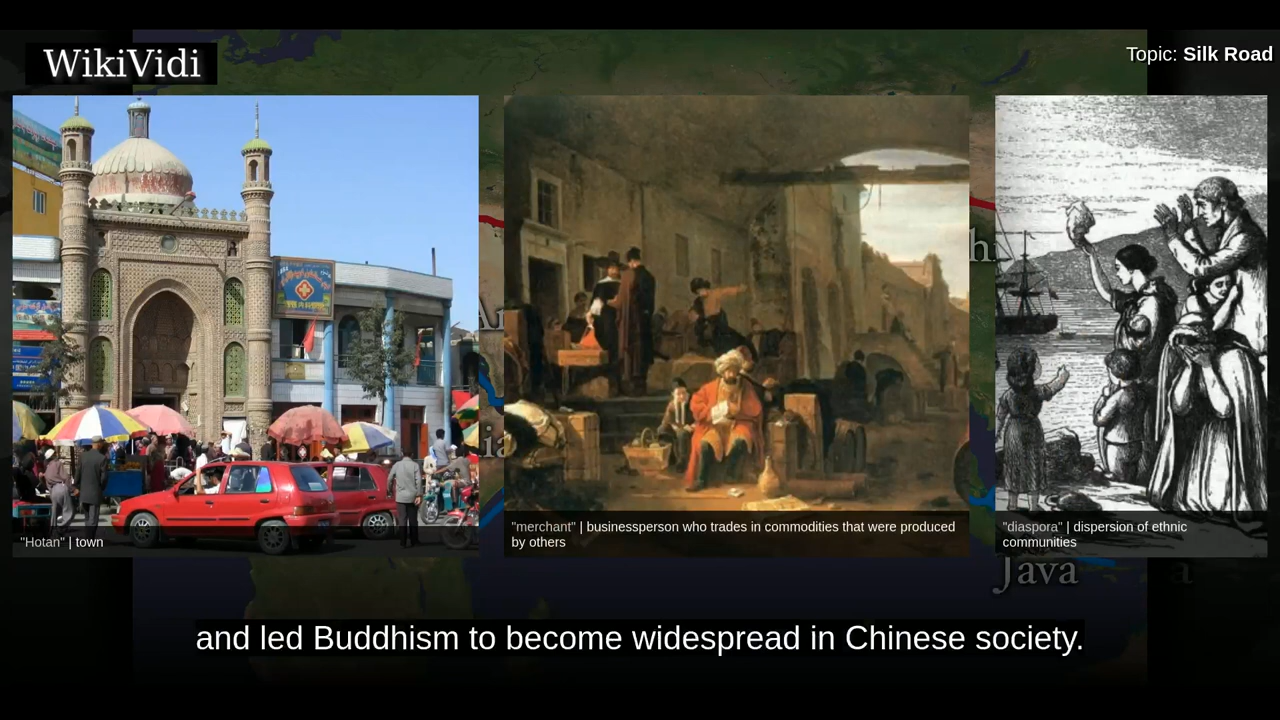 WikiVidi
Topic: Silk Road
"Hotan" | town
"merchant" | businessperson who trades in commodities that were produced
by others
"diaspora" | dispersion of ethnic
communities
Java
and led Buddhism to become widespread in Chinese society.